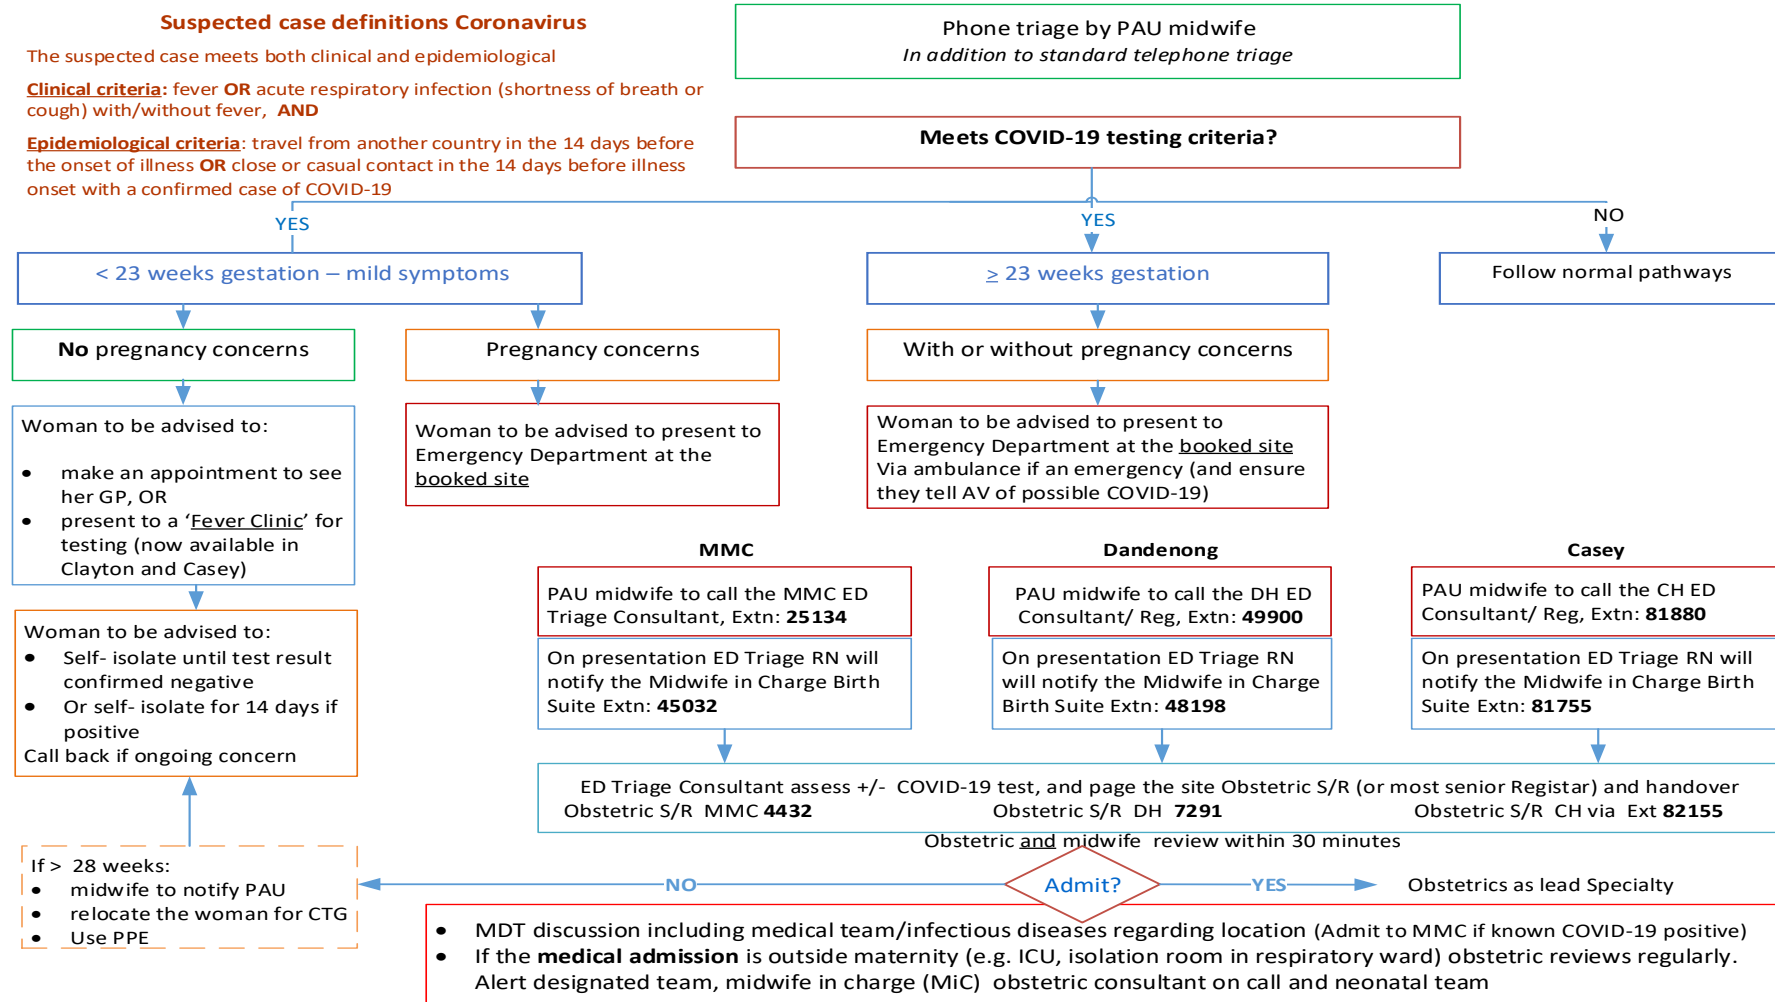 Suspected case definitions Coronavirus
The suspected case meets both clinical and epidemiological
Clinical criteria: fever OR acute respiratory infection (shortness of breath or
cough) with/without fever, AND
Epidemiological criteria: travel from another country in the 14 days before
the onset of illness OR close or casual contact in the 14 days before illness
onset with a confirmed case of COVID-19
Phone triage by PAU midwife
In addition to standard telephone triage
Meets COVID-19 testing criteria?
YES
YES
NO
< 23 weeks gestation – mild symptoms
≥ 23 weeks gestation
Follow normal pathways
No pregnancy concerns
Pregnancy concerns
With or without pregnancy concerns
Woman to be advised to:
• make an appointment to see
her GP, OR
• present to a ‘Fever Clinic’ for
testing (now available in
Clayton and Casey)
Woman to be advised to present to
Emergency Department at the
booked site
Woman to be advised to present to
Emergency Department at the booked site
Via ambulance if an emergency (and ensure
they tell AV of possible COVID-19)
Woman to be advised to:
• Self- isolate until test result
confirmed negative
• Or self- isolate for 14 days if
positive
Call back if ongoing concern
MMC
PAU midwife to call the MMC ED
Triage Consultant, Extn: 25134
On presentation ED Triage RN will
notify the Midwife in Charge Birth
Suite Extn: 45032
Dandenong
PAU midwife to call the DH ED
Consultant/ Reg, Extn: 49900
On presentation ED Triage RN
will notify the Midwife in Charge
Birth Suite Extn: 48198
Casey
PAU midwife to call the CH ED
Consultant/ Reg, Extn: 81880
On presentation ED Triage RN will
notify the Midwife in Charge Birth
Suite Extn: 81755
ED Triage Consultant assess +/- COVID-19 test, and page the site Obstetric S/R (or most senior Registar) and handover
Obstetric S/R MMC 4432 Obstetric S/R DH 7291 Obstetric S/R CH via Ext 82155
Obstetric and midwife review within 30 minutes
If > 28 weeks:
• midwife to notify PAU
• relocate the woman for CTG
• Use PPE
NO
Admit?
YES
Obstetrics as lead Specialty
• MDT discussion including medical team/infectious diseases regarding location (Admit to MMC if known COVID-19 positive)
• If the medical admission is outside maternity (e.g. ICU, isolation room in respiratory ward) obstetric reviews regularly.
Alert designated team, midwife in charge (MiC) obstetric consultant on call and neonatal team